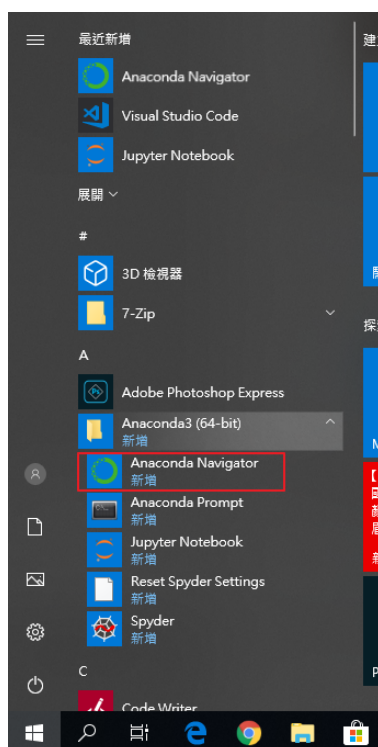 最近新增
建
Anaconda Navigator
Visual Studio Code
Jupyter Notebook
展開
#
3D 檢視器
7-Zip
探
A
Adobe Photoshop Express
Anaconda3 (64-bit)
新增
Anaconda Navigator
新增
Anaconda Prompt
新增
Jupyter Notebook
新增
Reset Spyder Settings
新增
Spyder
新增
C
Code Writer